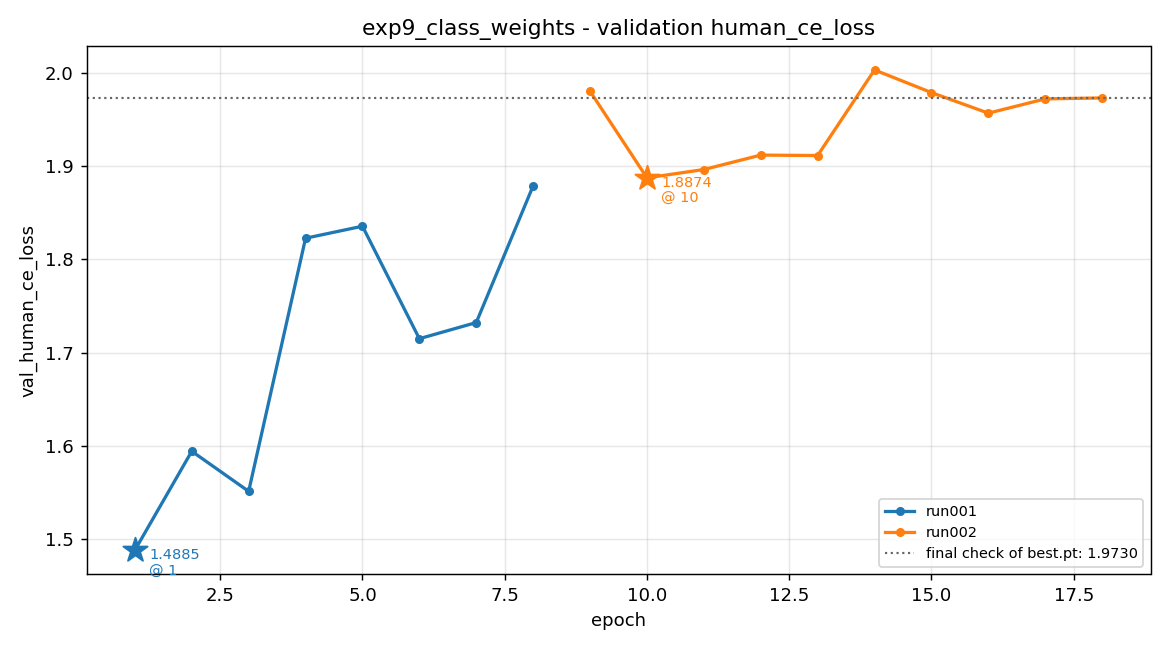 exp9_class_weights - validation human_ce_loss
val_human_ce_loss
2.0
1.9
1.8
1.7
1.6
1.5
1.8874
@ 10
1.4885
@ 1
run001
run002
final check of best.pt: 1.9730
2.5 5.0 7.5 10.0 12.5 15.0 17.5
epoch